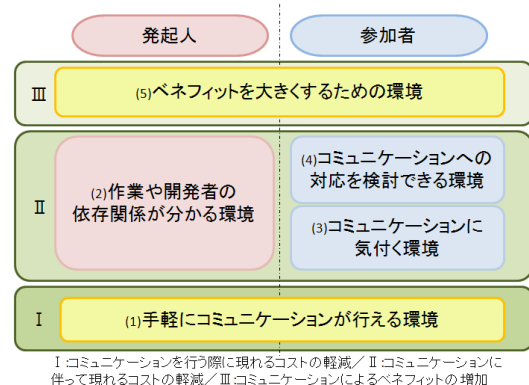 発起人
参加者
Ⅲ
(5)ベネフィットを大きくするための環境
Ⅱ
(2)作業や開発者の
依存関係が分かる環境
(4)コミュニケーションへの
対応を検討できる環境
(3)コミュニケーションに
気付く環境
Ⅰ
(1)手軽にコミュニケーションが行える環境
Ⅰ:コミュニケーションを行う際に現れるコストの軽減／Ⅱ:コミュニケーションに
伴って現れるコストの軽減／Ⅲ:コミュニケーションによるベネフィットの増加